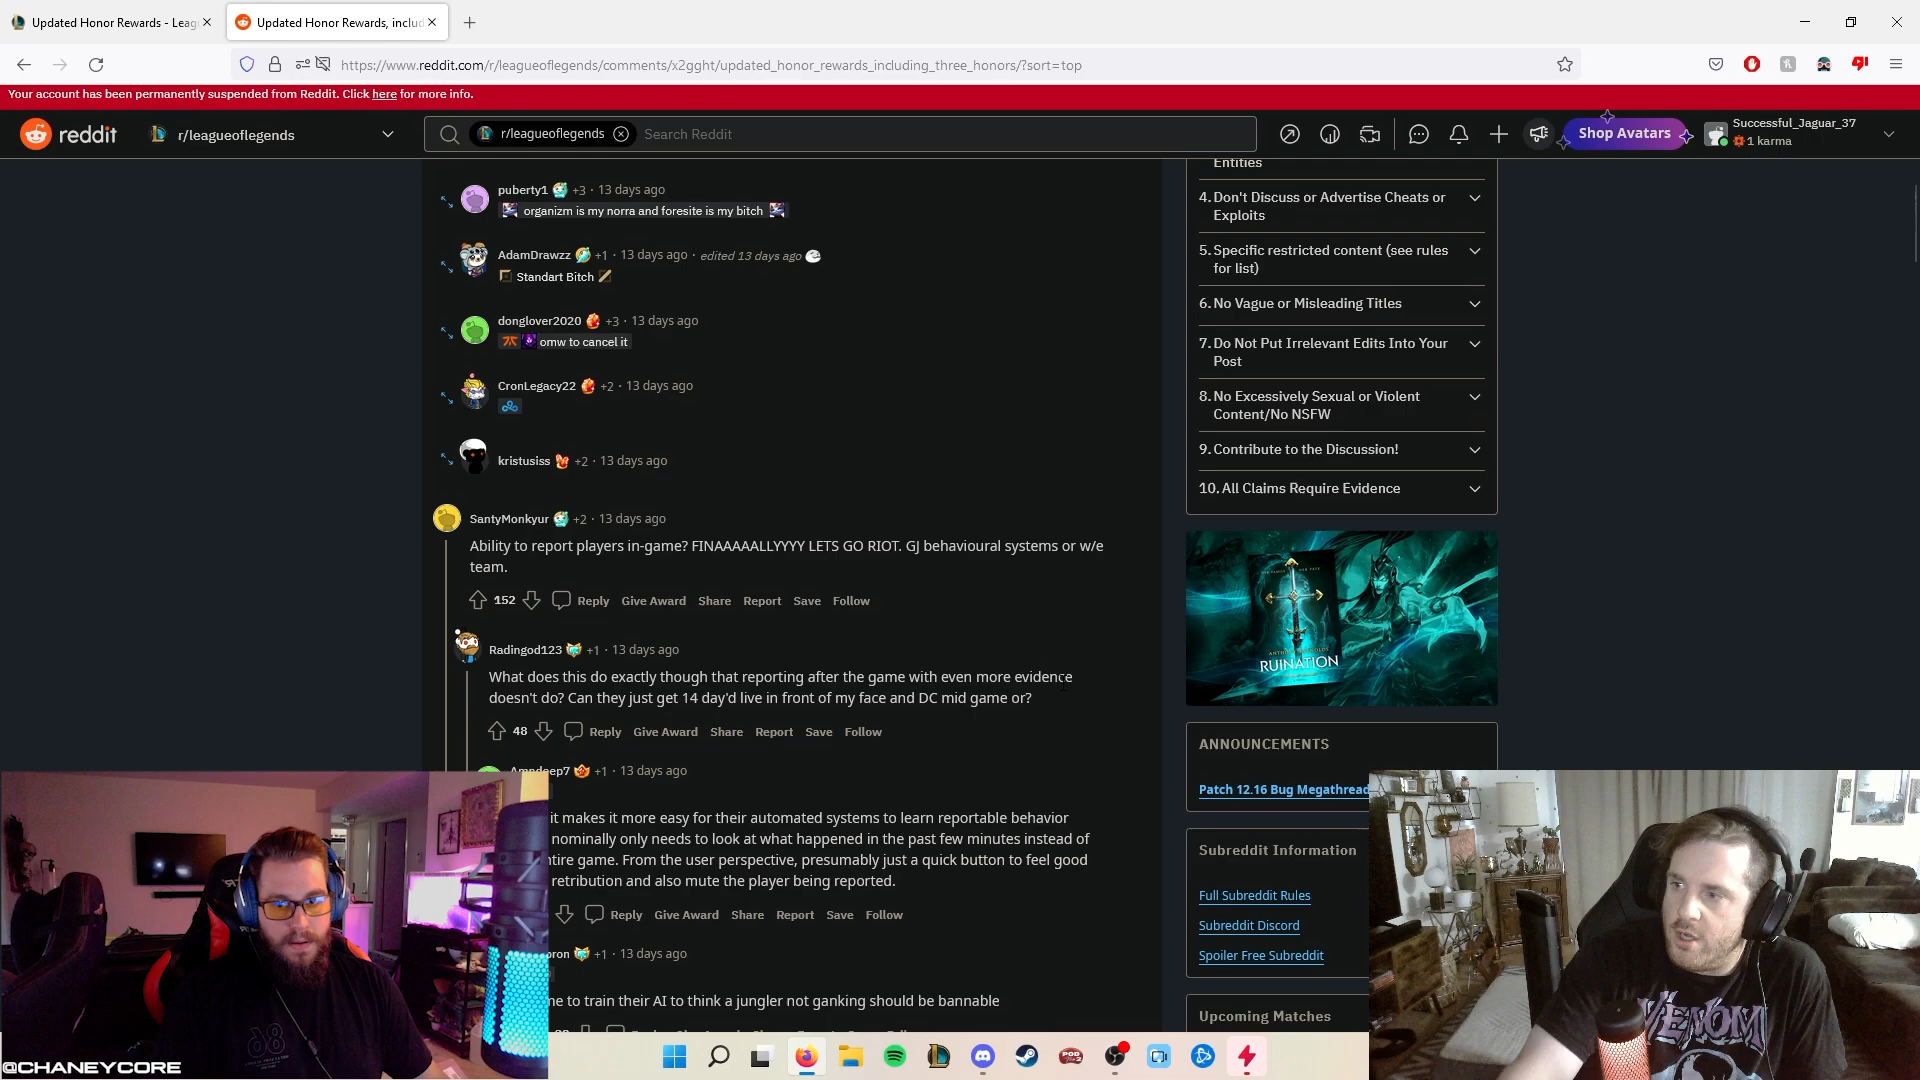 Updated Honor Rewards - Leag
Updated Honor Rewards, includ
https://www.reddit.com/r/leagueoflegends/comments/x2gght/updated_honor_rewards_including_three_honors/?sort=top
Your account has been permanently suspended from Reddit. Click here for more info.
reddit
r/leagueoflegends
r/leagueoflegends
Search Reddit
Shop Avatars
Successful_Jaguar_37
1 karma
puberty1 +3 · 13 days ago
organizm is my norra and foresite is my bitch
AdamDrawzz +1 · 13 days ago · edited 13 days ago
Standart Bitch
donglover2020 +3 · 13 days ago
omw to cancel it
CronLegacy22 +2 · 13 days ago
kristusiss +2 · 13 days ago
SantyMonkyur +2 · 13 days ago
Ability to report players in-game? FINAAAAALLYYYY LETS GO RIOT. GJ behavioural systems or w/e
team.
152 Reply Give Award Share Report Save Follow
Radingod123 +1 · 13 days ago
What does this do exactly though that reporting after the game with even more evidence
doesn't do? Can they just get 14 day'd live in front of my face and DC mid game or?
48 Reply Give Award Share Report Save Follow
+1 · 13 days ago
it makes it more easy for their automated systems to learn reportable behavior
nominally only needs to look at what happened in the past few minutes instead of
ntire game. From the user perspective, presumably just a quick button to feel good
retribution and also mute the player being reported.
Reply Give Award Share Report Save Follow
oron +1 · 13 days ago
ne to train their AI to think a jungler not ganking should be bannable
Entities
4. Don't Discuss or Advertise Cheats or
Exploits
5. Specific restricted content (see rules
for list)
6. No Vague or Misleading Titles
7. Do Not Put Irrelevant Edits Into Your
Post
8. No Excessively Sexual or Violent
Content/No NSFW
9. Contribute to the Discussion!
10. All Claims Require Evidence
RUINATION
ANNOUNCEMENTS
Patch 12.16 Bug Megathread
Subreddit Information
Full Subreddit Rules
Subreddit Discord
Spoiler Free Subreddit
Upcoming Matches
@CHANEYCORE
VENOM